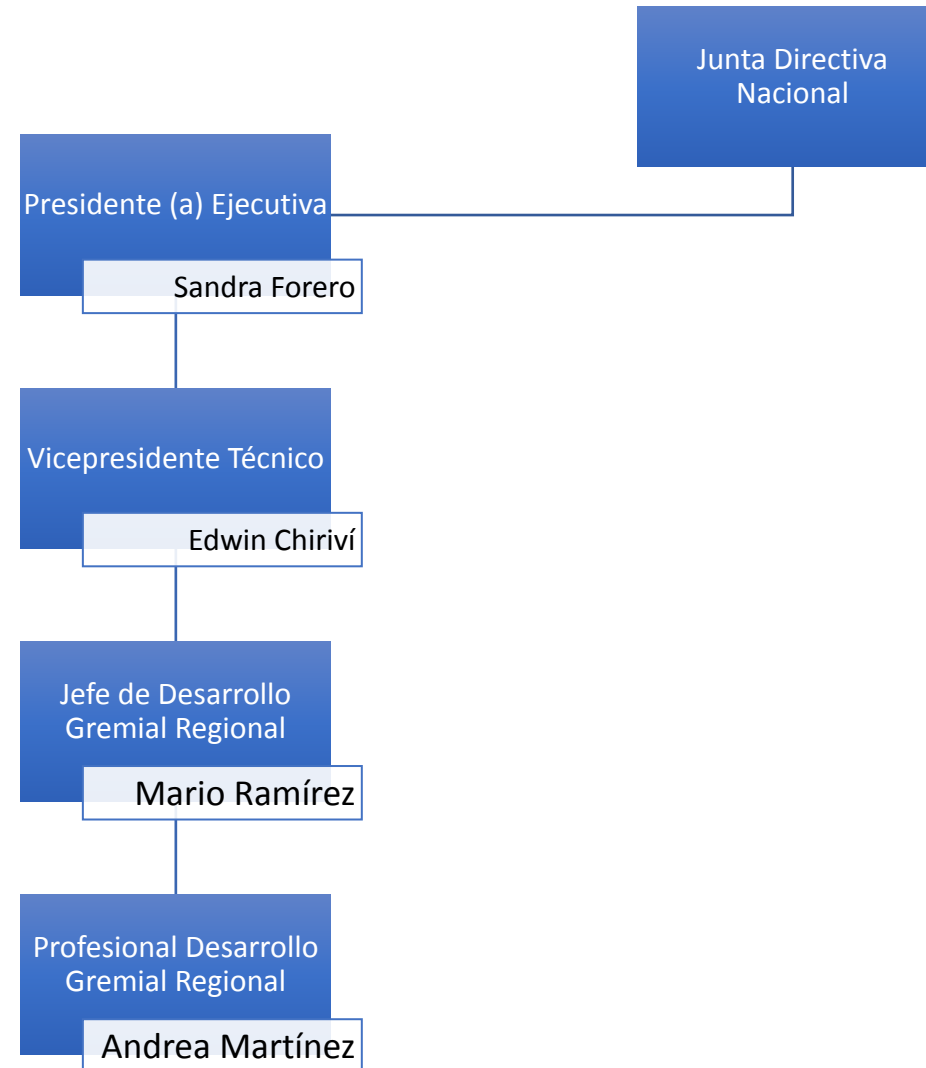 Junta Directiva
Nacional
Presidente (a) Ejecutiva
Sandra Forero
Vicepresidente Técnico
Edwin Chiriví
Jefe de Desarrollo
Gremial Regional
Mario Ramírez
Profesional Desarrollo
Gremial Regional
Andrea Martínez